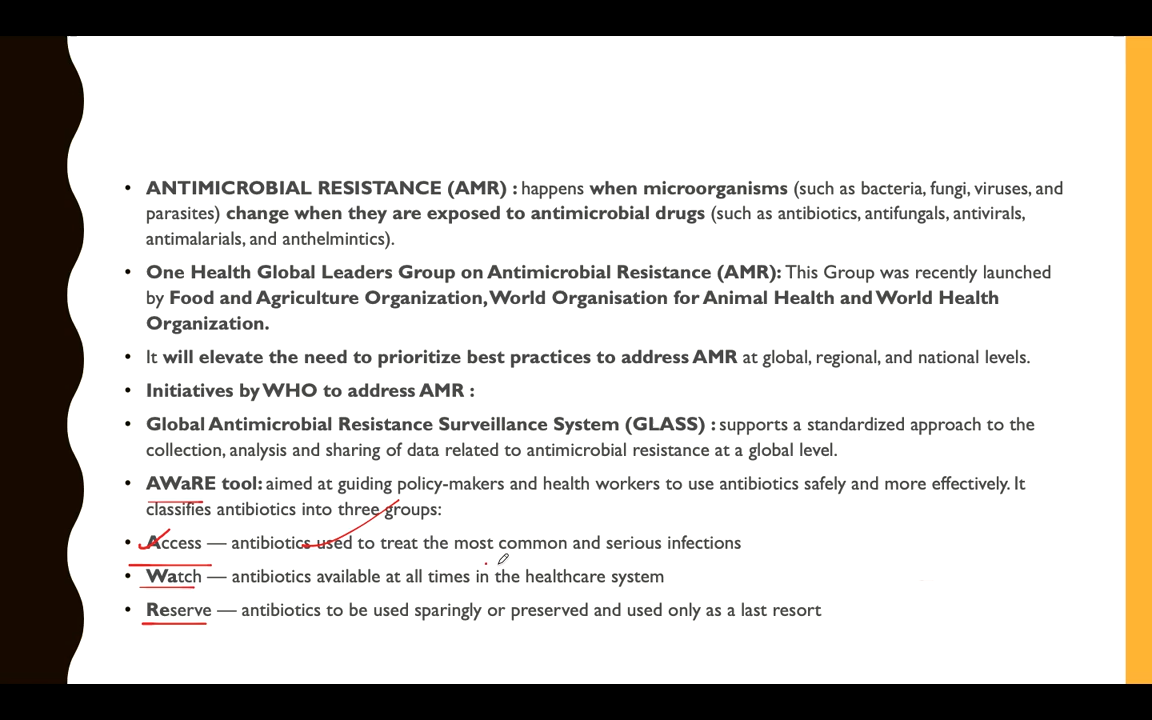 • ANTIMICROBIAL RESISTANCE (AMR) : happens when microorganisms (such as bacteria, fungi, viruses, and
parasites) change when they are exposed to antimicrobial drugs (such as antibiotics, antifungals, antivirals,
antimalarials, and anthelmintics).
• One Health Global Leaders Group on Antimicrobial Resistance (AMR): This Group was recently launched
by Food and Agriculture Organization, World Organisation for Animal Health and World Health
Organization.
• It will elevate the need to prioritize best practices to address AMR at global, regional, and national levels.
• Initiatives by WHO to address AMR :
• Global Antimicrobial Resistance Surveillance System (GLASS) : supports a standardized approach to the
collection, analysis and sharing of data related to antimicrobial resistance at a global level.
• AWaRE tool: aimed at guiding policy-makers and health workers to use antibiotics safely and more effectively. It
classifies antibiotics into three groups:
• Access — antibiotics used to treat the most common and serious infections
• Watch — antibiotics available at all times in the healthcare system
• Reserve — antibiotics to be used sparingly or preserved and used only as a last resort